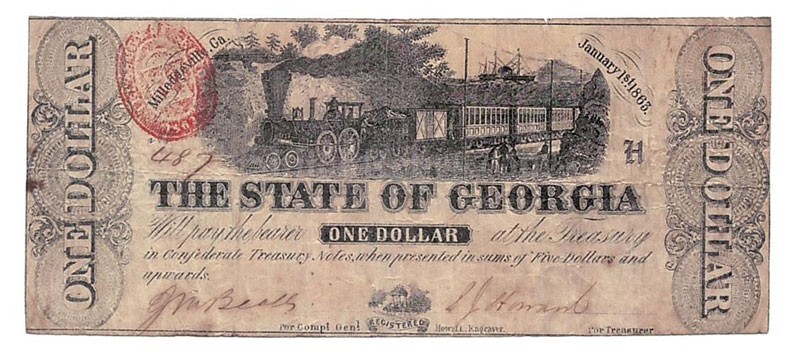 ONE DOLLAR
Milledgeville, Ga.
January 1st, 1863.
487
H
THE STATE OF GEORGIA
Will pay the bearer ONE DOLLAR at the Treasury
in Confederate Treasury Notes, when presented in sums of Five Dollars and
upwards.
For Compl Genl REGISTERED Howell, Engraver. For Treasurer
ONE DOLLAR